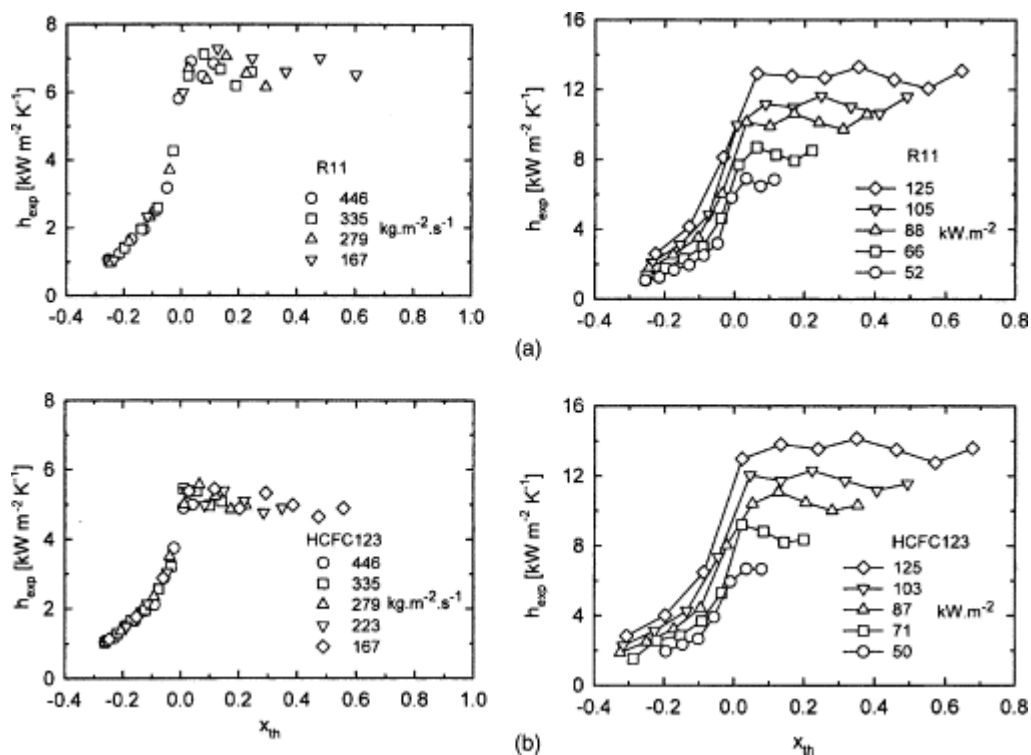 8
6
4
2
0
h_exp [kW m⁻² K⁻¹]
R11
446
335
279
167
kg.m⁻².s⁻¹
-0.4 -0.2 0.0 0.2 0.4 0.6 0.8 1.0
16
12
8
4
0
h_exp [kW m⁻² K⁻¹]
R11
125
105
88
66
52
kW.m⁻²
-0.4 -0.2 0.0 0.2 0.4 0.6 0.8
(a)
8
6
4
2
0
h_exp [kW m⁻² K⁻¹]
HCFC123
446
335
279
223
167
kg.m⁻².s⁻¹
-0.4 -0.2 0.0 0.2 0.4 0.6 0.8 1.0
x_th
16
12
8
4
0
h_exp [kW m⁻² K⁻¹]
HCFC123
125
103
87
71
50
kW.m⁻²
-0.4 -0.2 0.0 0.2 0.4 0.6 0.8
x_th
(b)